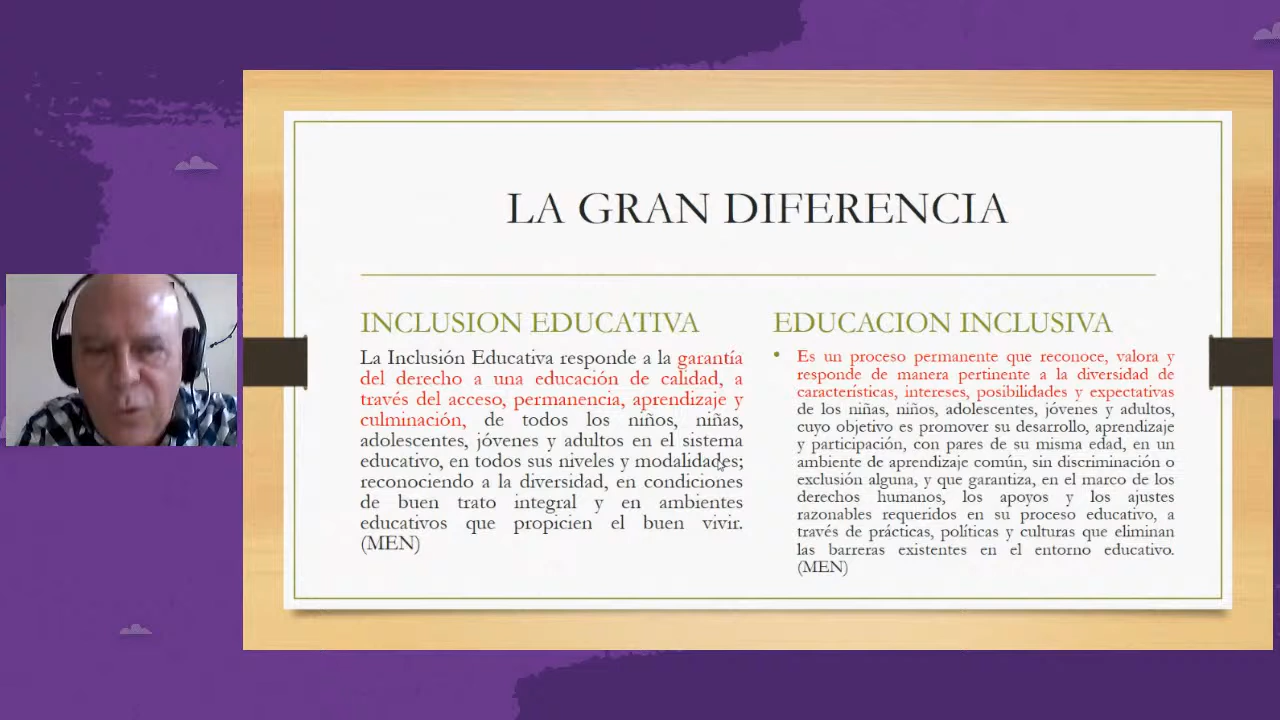 LA GRAN DIFERENCIA
INCLUSION EDUCATIVA
La Inclusión Educativa responde a la garantía
del derecho a una educación de calidad, a
través del acceso, permanencia, aprendizaje y
culminación, de todos los niños, niñas,
adolescentes, jóvenes y adultos en el sistema
educativo, en todos sus niveles y modalidades;
reconociendo a la diversidad, en condiciones
de buen trato integral y en ambientes
educativos que propicien el buen vivir.
(MEN)
EDUCACION INCLUSIVA
• Es un proceso permanente que reconoce, valora y
responde de manera pertinente a la diversidad de
características, intereses, posibilidades y expectativas
de los niñas, niños, adolescentes, jóvenes y adultos,
cuyo objetivo es promover su desarrollo, aprendizaje
y participación, con pares de su misma edad, en un
ambiente de aprendizaje común, sin discriminación o
exclusión alguna, y que garantiza, en el marco de los
derechos humanos, los apoyos y los ajustes
razonables requeridos en su proceso educativo, a
través de prácticas, políticas y culturas que eliminan
las barreras existentes en el entorno educativo.
(MEN)